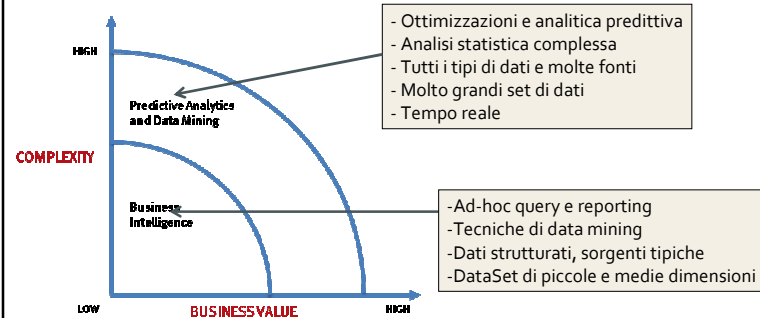 - Ottimizzazioni e analitica predittiva
- Analisi statistica complessa
- Tutti i tipi di dati e molte fonti
- Molto grandi set di dati
- Tempo reale
HIGH
Predictive Analytics
and Data Mining
COMPLEXITY
Business
Intelligence
-Ad-hoc query e reporting
-Tecniche di data mining
-Dati strutturati, sorgenti tipiche
-DataSet di piccole e medie dimensioni
LOW
BUSINESS VALUE
HIGH